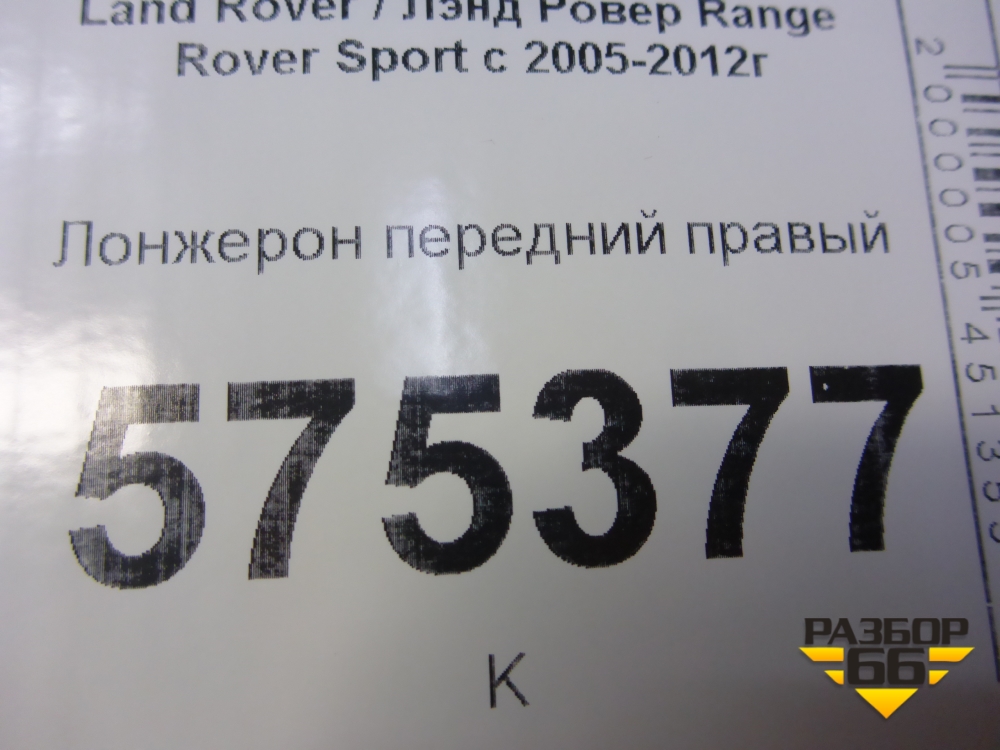 Land Rover / Лэнд Ровер Range
Rover Sport с 2005-2012г
Лонжерон передний правый
575377
К
РАЗБОР
66